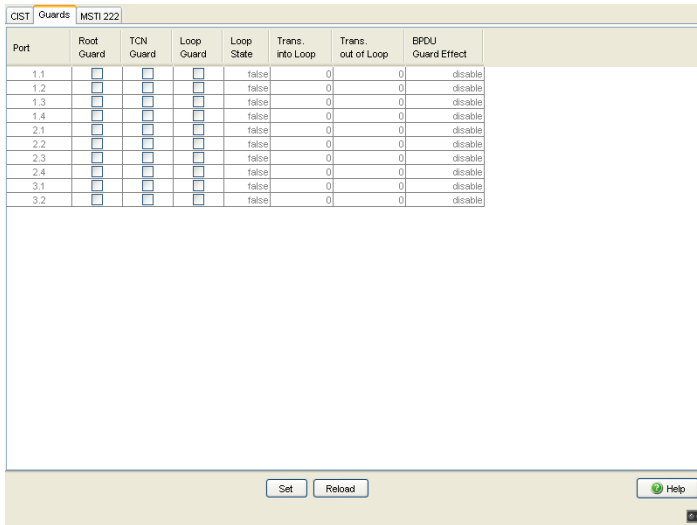 CIST Guards MSTI 222
Port Root Guard TCN Guard Loop Guard Loop State Trans. into Loop Trans. out of Loop BPDU Guard Effect
1.1 false 0 0 disable
1.2 false 0 0 disable
1.3 false 0 0 disable
1.4 false 0 0 disable
2.1 false 0 0 disable
2.2 false 0 0 disable
2.3 false 0 0 disable
2.4 false 0 0 disable
3.1 false 0 0 disable
3.2 false 0 0 disable
Set Reload Help